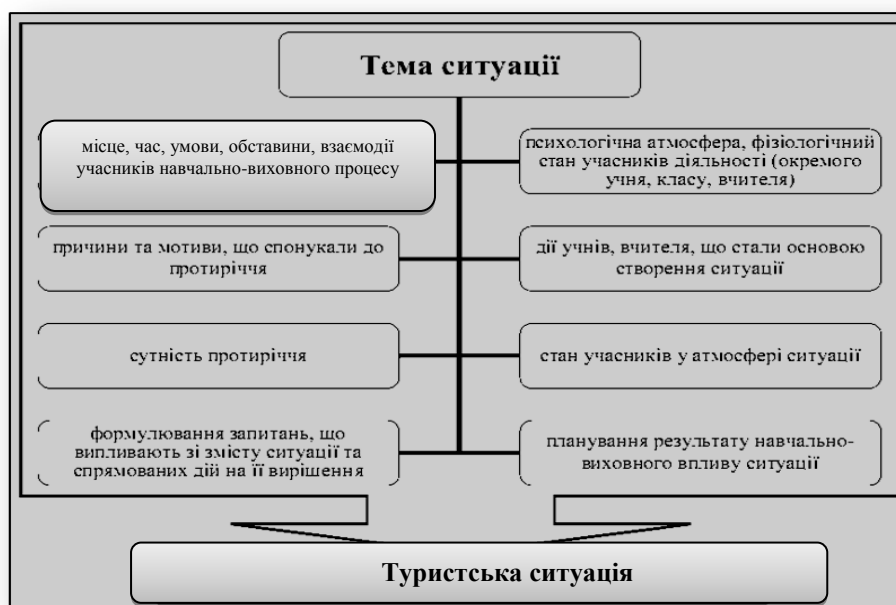 Тема ситуації
місце, час, умови, обставини, взаємодії
учасників навчально-виховного процесу
психологічна атмосфера, фізіологічний
стан учасників діяльності (окремого
учня, класу, вчителя)
причини та мотиви, що спонукали до
протиріччя
дії учнів, вчителя, що стали основою
створення ситуації
сутність протиріччя
стан учасників у атмосфері ситуації
формулювання запитань, що
випливають зі змісту ситуації та
спрямованих дій на її вирішення
планування результату навчально-
виховного впливу ситуації
Туристська ситуація